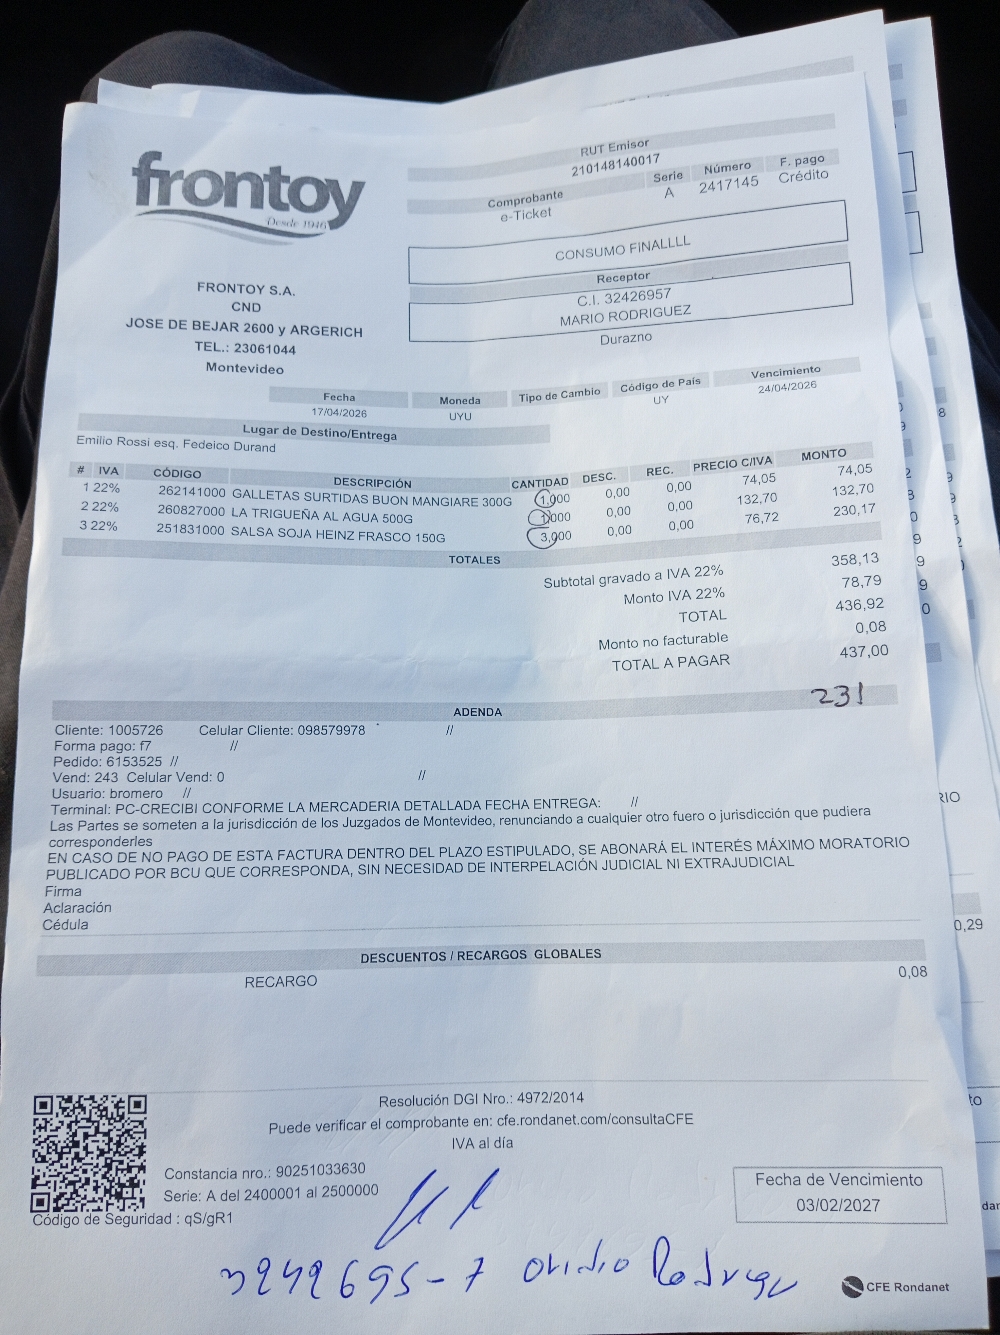 frontoy
Desde 1946
FRONTOY S.A.
CND
JOSE DE BEJAR 2600 y ARGERICH
TEL.: 23061044
Montevideo
RUT Emisor
210148140017
Comprobante Serie Número F. pago
e-Ticket A 2417145 Crédito
CONSUMO FINALLLL
Receptor
C.I. 32426957
MARIO RODRIGUEZ
Durazno
Fecha Moneda Tipo de Cambio Código de País Vencimiento
17/04/2026 UYU UY 24/04/2026
Lugar de Destino/Entrega
Emilio Rossi esq. Fedeico Durand
# IVA CÓDIGO DESCRIPCIÓN CANTIDAD DESC. REC. PRECIO C/IVA MONTO
1 22% 262141000 GALLETAS SURTIDAS BUON MANGIARE 300G 1,000 0,00 0,00 74,05 74,05
2 22% 260827000 LA TRIGUEÑA AL AGUA 500G 1,000 0,00 0,00 132,70 132,70
3 22% 251831000 SALSA SOJA HEINZ FRASCO 150G 3,000 0,00 0,00 76,72 230,17
TOTALES
Subtotal gravado a IVA 22% 358,13
Monto IVA 22% 78,79
TOTAL 436,92
Monto no facturable 0,08
TOTAL A PAGAR 437,00
231
ADENDA
Cliente: 1005726 Celular Cliente: 098579978 //
Forma pago: f7 //
Pedido: 6153525 //
Vend: 243 Celular Vend: 0 //
Usuario: bromero //
Terminal: PC-CRECIBI CONFORME LA MERCADERIA DETALLADA FECHA ENTREGA: //
Las Partes se someten a la jurisdicción de los Juzgados de Montevideo, renunciando a cualquier otro fuero o jurisdicción que pudiera
corresponderles
EN CASO DE NO PAGO DE ESTA FACTURA DENTRO DEL PLAZO ESTIPULADO, SE ABONARÁ EL INTERÉS MÁXIMO MORATORIO
PUBLICADO POR BCU QUE CORRESPONDA, SIN NECESIDAD DE INTERPELACIÓN JUDICIAL NI EXTRAJUDICIAL
Firma
Aclaración
Cédula
DESCUENTOS / RECARGOS GLOBALES
RECARGO 0,08
Resolución DGI Nro.: 4972/2014
Puede verificar el comprobante en: cfe.rondanet.com/consultaCFE
IVA al día
Constancia nro.: 90251033630
Serie: A del 2400001 al 2500000
Código de Seguridad : qS/gR1
Fecha de Vencimiento
03/02/2027
3242695-7 Ovidio Rodriguez
CFE Rondanet
RIO
0,29